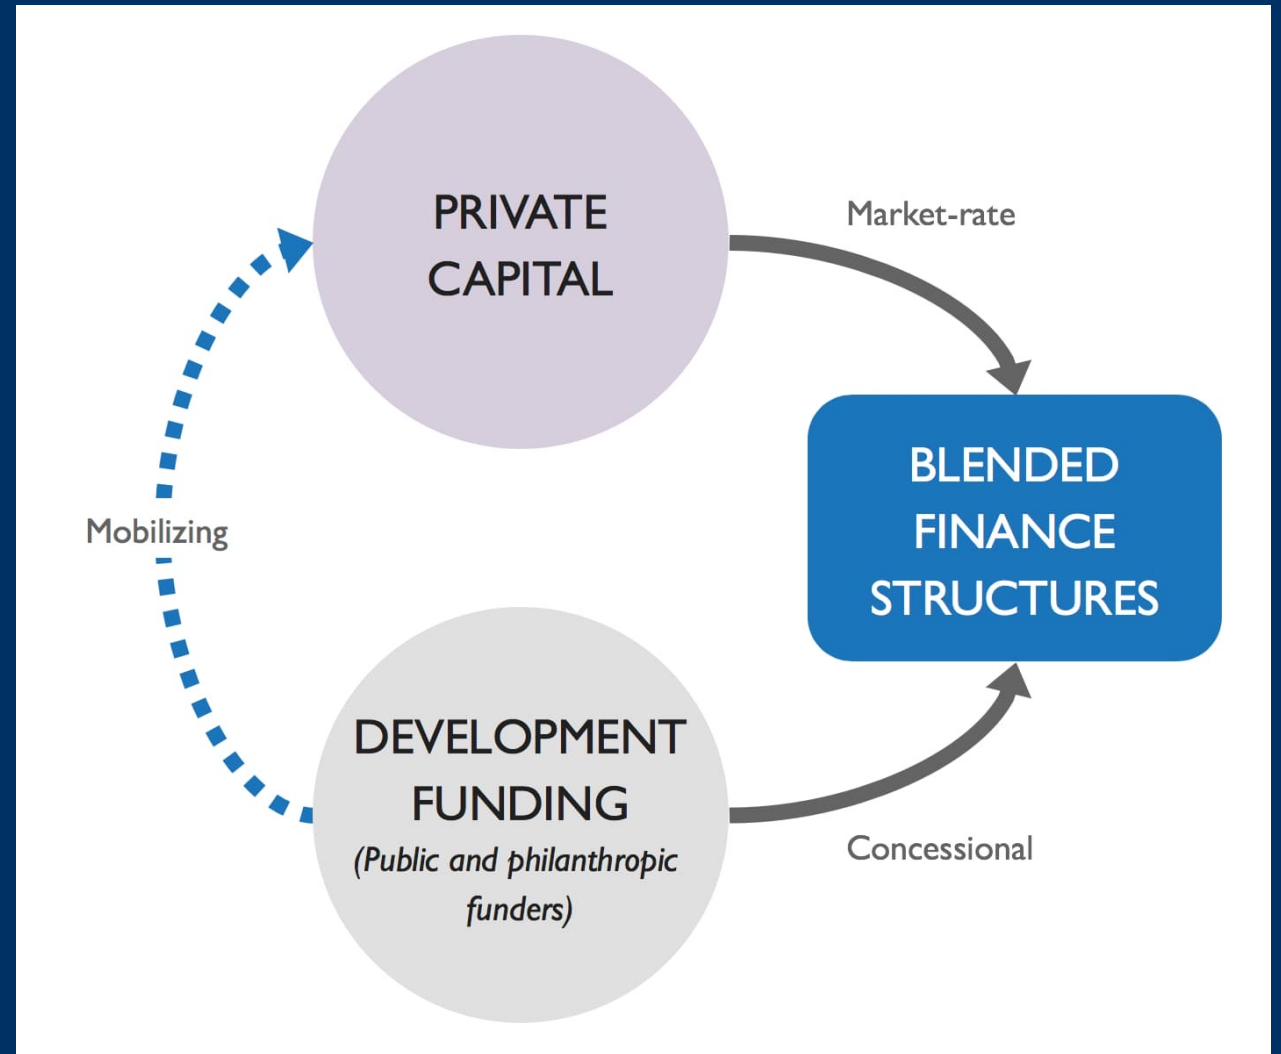 PRIVATE
CAPITAL
Market-rate
BLENDED
FINANCE
STRUCTURES
Mobilizing
DEVELOPMENT
FUNDING
(Public and philanthropic
funders)
Concessional